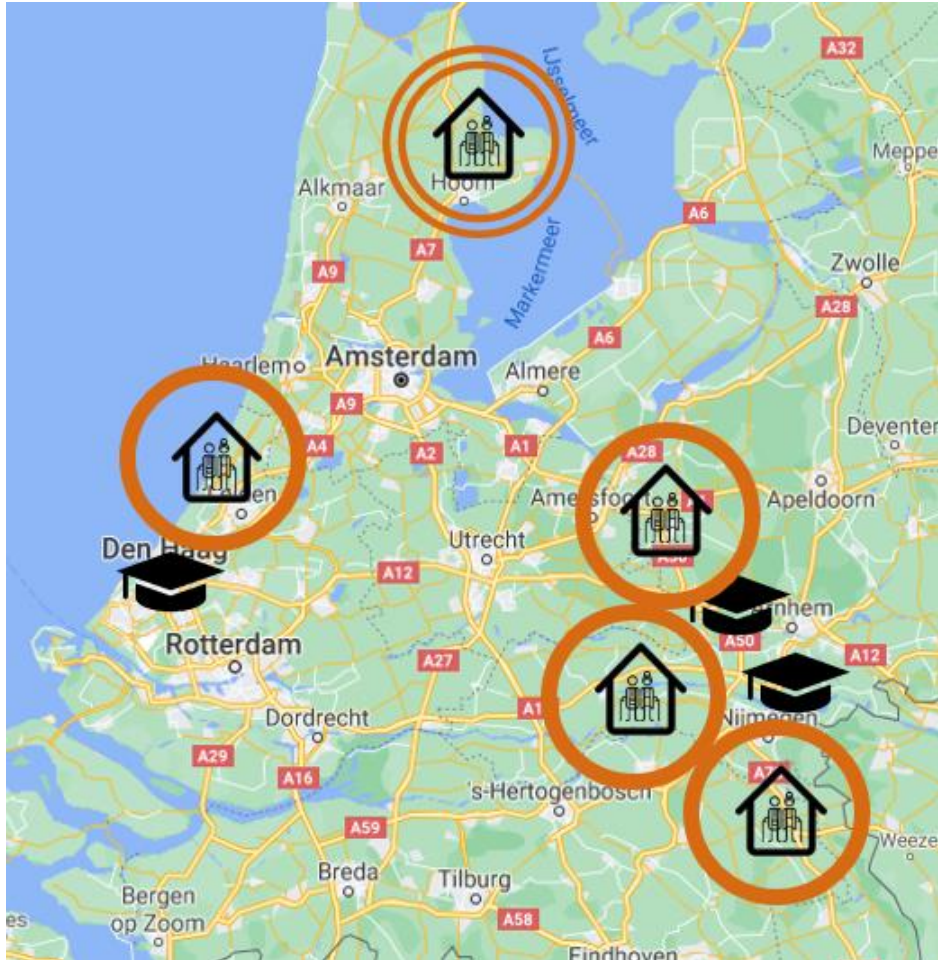 A32
IJsselmeer
Meppe
Hoorn
Alkmaar
A6
A7
Markermeer
Zwolle
A9
A28
A6
Haarlem
Amsterdam
Almere
A9
A4
A2
A1
A28
Deventer
Apeldoorn
Den Haag
Utrecht
A12
Arnhem
A50
A12
Rotterdam
A27
Nijmegen
Dordrecht
A29
A16
's-Hertogenbosch
A59
Weeze
Breda
Tilburg
Bergen
op Zoom
A58
es
Eindhoven